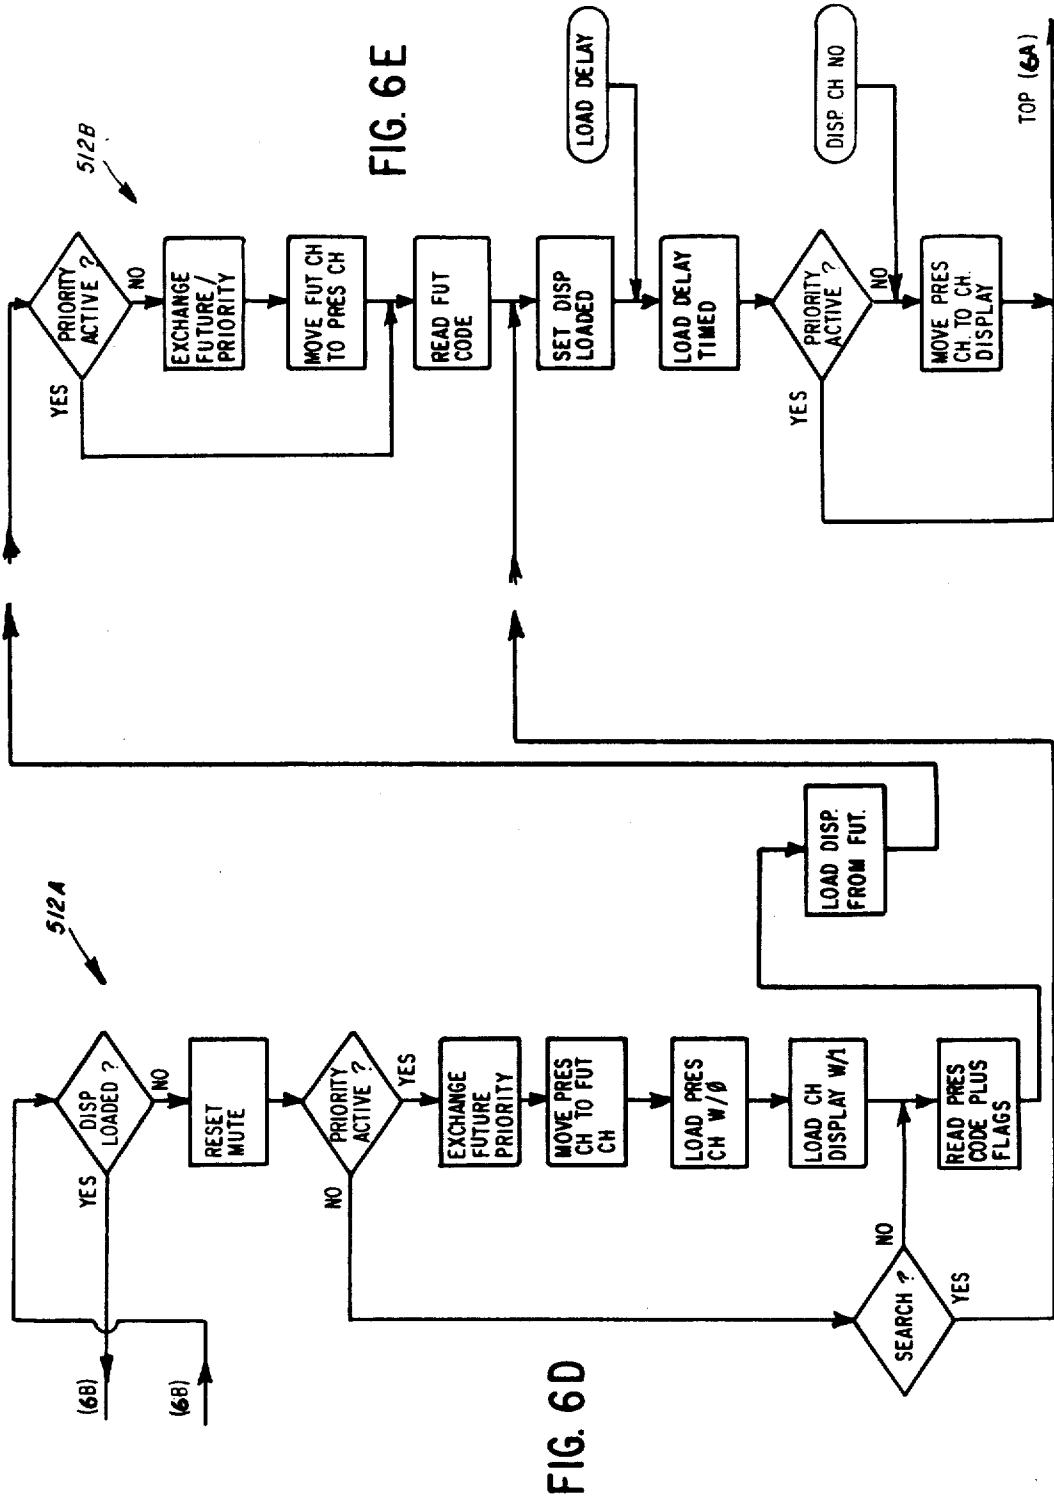 512A
(6B)
(6B)
DISP
LOADED ?
YES
NO
RESET
MUTE
PRIORITY
ACTIVE ?
NO
YES
EXCHANGE
FUTURE
PRIORITY
MOVE PRES
CH TO FUT
CH
LOAD PRES
CH W/Ø
LOAD CH
DISPLAY W/1
SEARCH ?
NO
YES
READ PRES
CODE PLUS
FLAGS
LOAD DISP.
FROM FUT.
FIG. 6D
512B
PRIORITY
ACTIVE ?
YES
NO
EXCHANGE
FUTURE /
PRIORITY
MOVE FUT CH
TO PRES CH
READ FUT
CODE
SET DISP
LOADED
LOAD DELAY
LOAD DELAY
TIMED
PRIORITY
ACTIVE ?
YES
NO
DISP. CH NO
MOVE PRES
CH. TO CH.
DISPLAY
TOP (6A)
FIG. 6E